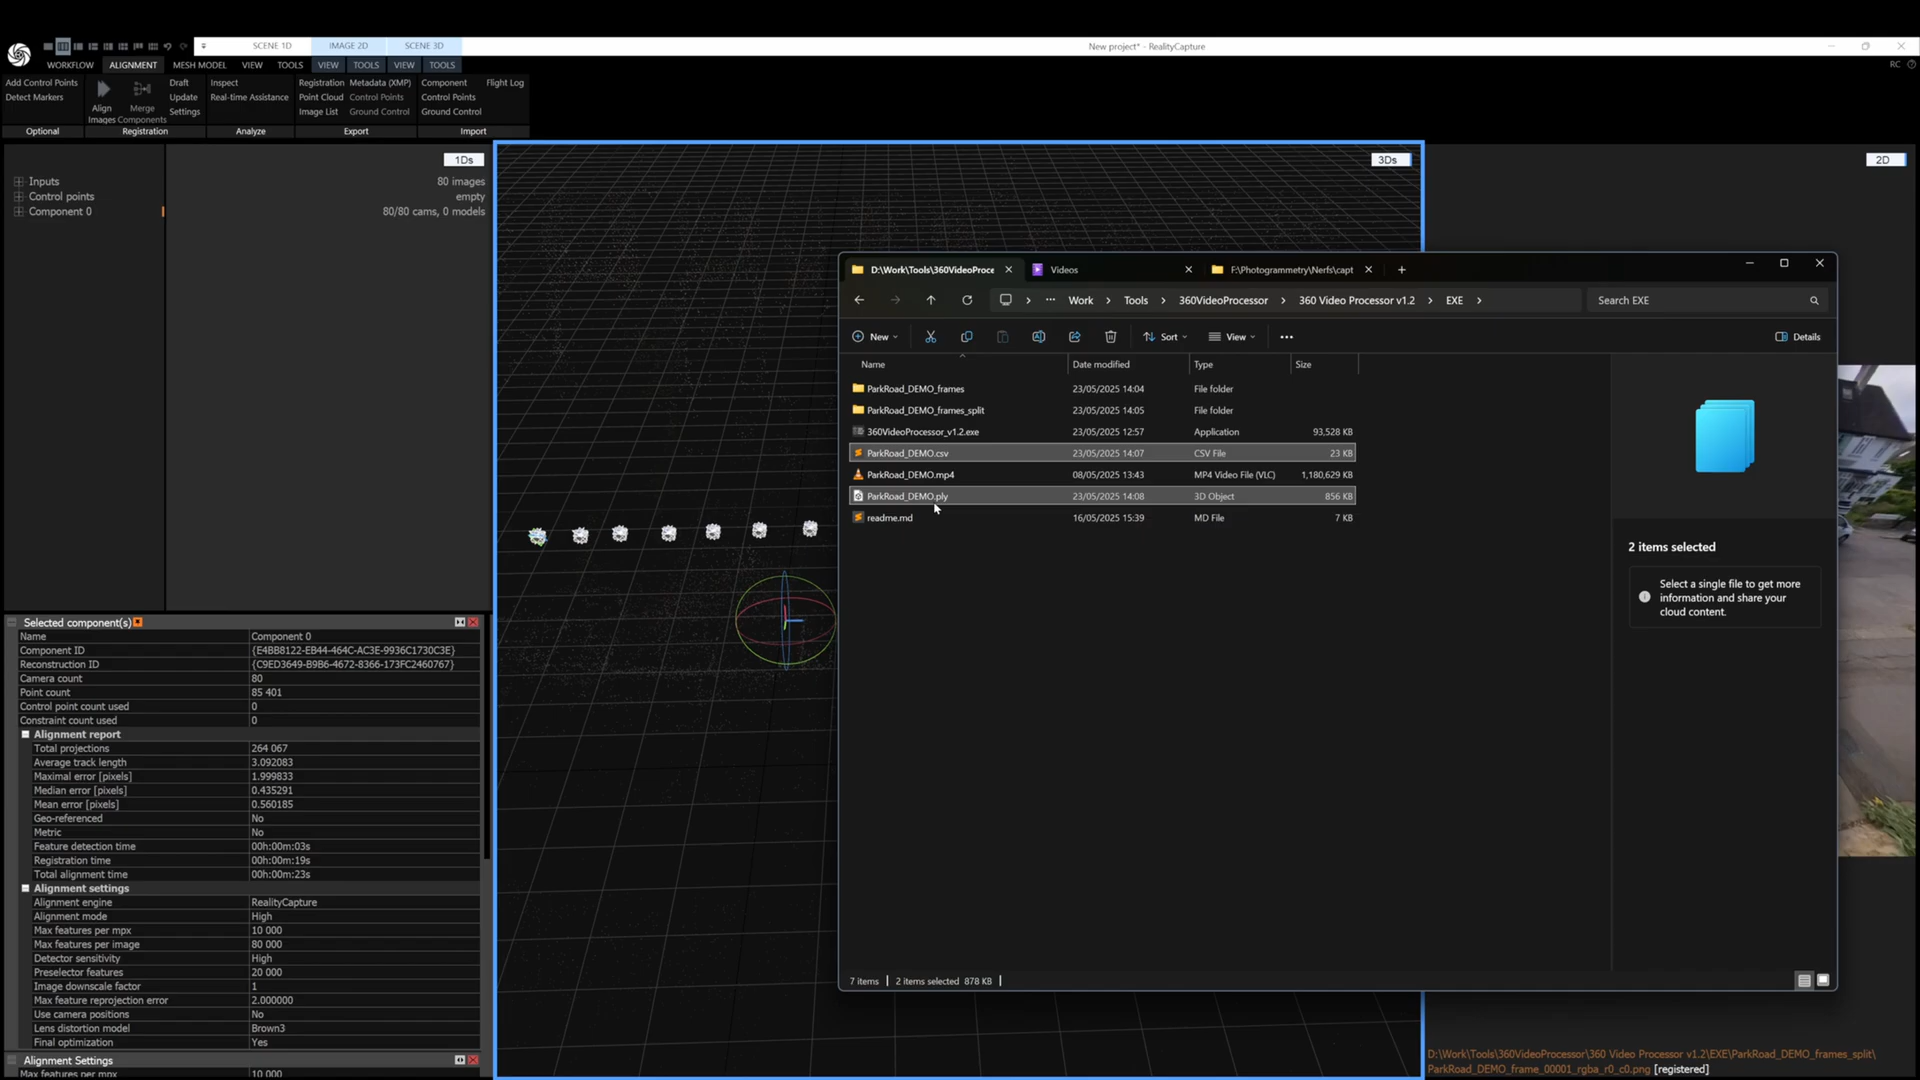 SCENE 1D IMAGE 2D SCENE 3D New project* - RealityCapture
WORKFLOW ALIGNMENT MESH MODEL VIEW TOOLS VIEW TOOLS VIEW TOOLS RC
Add Control Points
Detect Markers
Optional
Align
Images
Merge
Components
Draft
Update
Settings
Registration
Inspect
Real-time Assistance
Analyze
Registration Metadata (XMP)
Point Cloud Control Points
Image List Ground Control
Export
Component Flight Log
Control Points
Ground Control
Import
1Ds
Inputs 80 images
Control points empty
Component 0 80/80 cams, 0 models
Selected component(s)
Name Component 0
Component ID {E4BB8122-EB44-464C-AC3E-9936C1730C3E}
Reconstruction ID {C9ED3649-B9B6-4672-8366-173FC2460767}
Camera count 80
Point count 85 401
Control point count used 0
Constraint count used 0
Alignment report
Total projections 264 067
Average track length 3.092083
Maximal error [pixels] 1.999833
Median error [pixels] 0.435291
Mean error [pixels] 0.560185
Geo-referenced No
Metric No
Feature detection time 00h:00m:03s
Registration time 00h:00m:19s
Total alignment time 00h:00m:23s
Alignment settings
Alignment engine RealityCapture
Alignment mode High
Max features per mpx 10 000
Max features per image 80 000
Detector sensitivity High
Preselector features 20 000
Image downscale factor 1
Max feature reprojection error 2.000000
Use camera positions No
Lens distortion model Brown3
Final optimization Yes
Alignment Settings
Max features per mpx 10 000
3Ds
2D
D:\Work\Tools\360VideoProce Videos F:\Photogrammetry\Nerfs\capt
Work Tools 360VideoProcessor 360 Video Processor v1.2 EXE Search EXE
New Sort View Details
Name Date modified Type Size
ParkRoad_DEMO_frames 23/05/2025 14:04 File folder
ParkRoad_DEMO_frames_split 23/05/2025 14:05 File folder
360VideoProcessor_v1.2.exe 23/05/2025 12:57 Application 93,528 KB
ParkRoad_DEMO.csv 23/05/2025 14:07 CSV File 23 KB
ParkRoad_DEMO.mp4 08/05/2025 13:43 MP4 Video File (VLC) 1,180,629 KB
ParkRoad_DEMO.ply 23/05/2025 14:08 3D Object 856 KB
readme.md 16/05/2025 15:39 MD File 7 KB
2 items selected
Select a single file to get more
information and share your
cloud content.
7 items 2 items selected 878 KB
D:\Work\Tools\360VideoProcessor\360 Video Processor v1.2\EXE\ParkRoad_DEMO_frames_split\
ParkRoad_DEMO_frame_00001_rgba_r0_c0.png [registered]